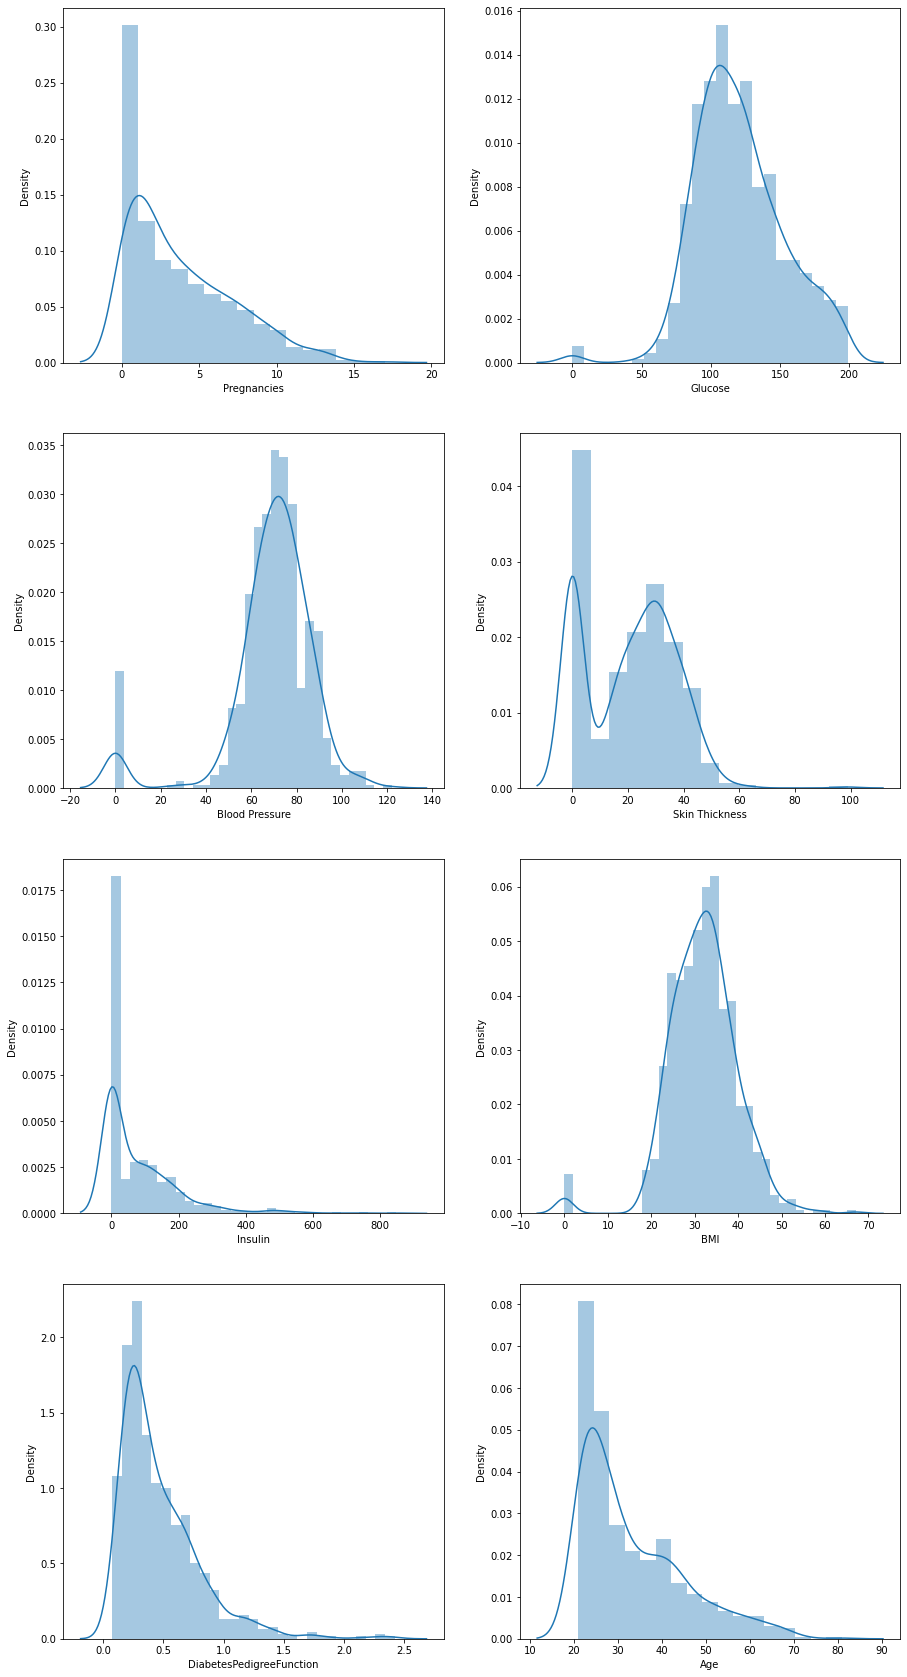 0.30
0.25
0.20
0.15
0.10
0.05
0.00
Density
0 5 10 15 20
Pregnancies
0.016
0.014
0.012
0.010
0.008
0.006
0.004
0.002
0.000
Density
0 50 100 150 200
Glucose
0.035
0.030
0.025
0.020
0.015
0.010
0.005
0.000
Density
−20 0 20 40 60 80 100 120 140
Blood Pressure
0.04
0.03
0.02
0.01
0.00
Density
0 20 40 60 80 100
Skin Thickness
0.0175
0.0150
0.0125
0.0100
0.0075
0.0050
0.0025
0.0000
Density
0 200 400 600 800
Insulin
0.06
0.05
0.04
0.03
0.02
0.01
0.00
Density
−10 0 10 20 30 40 50 60 70
BMI
2.0
1.5
1.0
0.5
0.0
Density
0.0 0.5 1.0 1.5 2.0 2.5
DiabetesPedigreeFunction
0.08
0.07
0.06
0.05
0.04
0.03
0.02
0.01
0.00
Density
10 20 30 40 50 60 70 80 90
Age